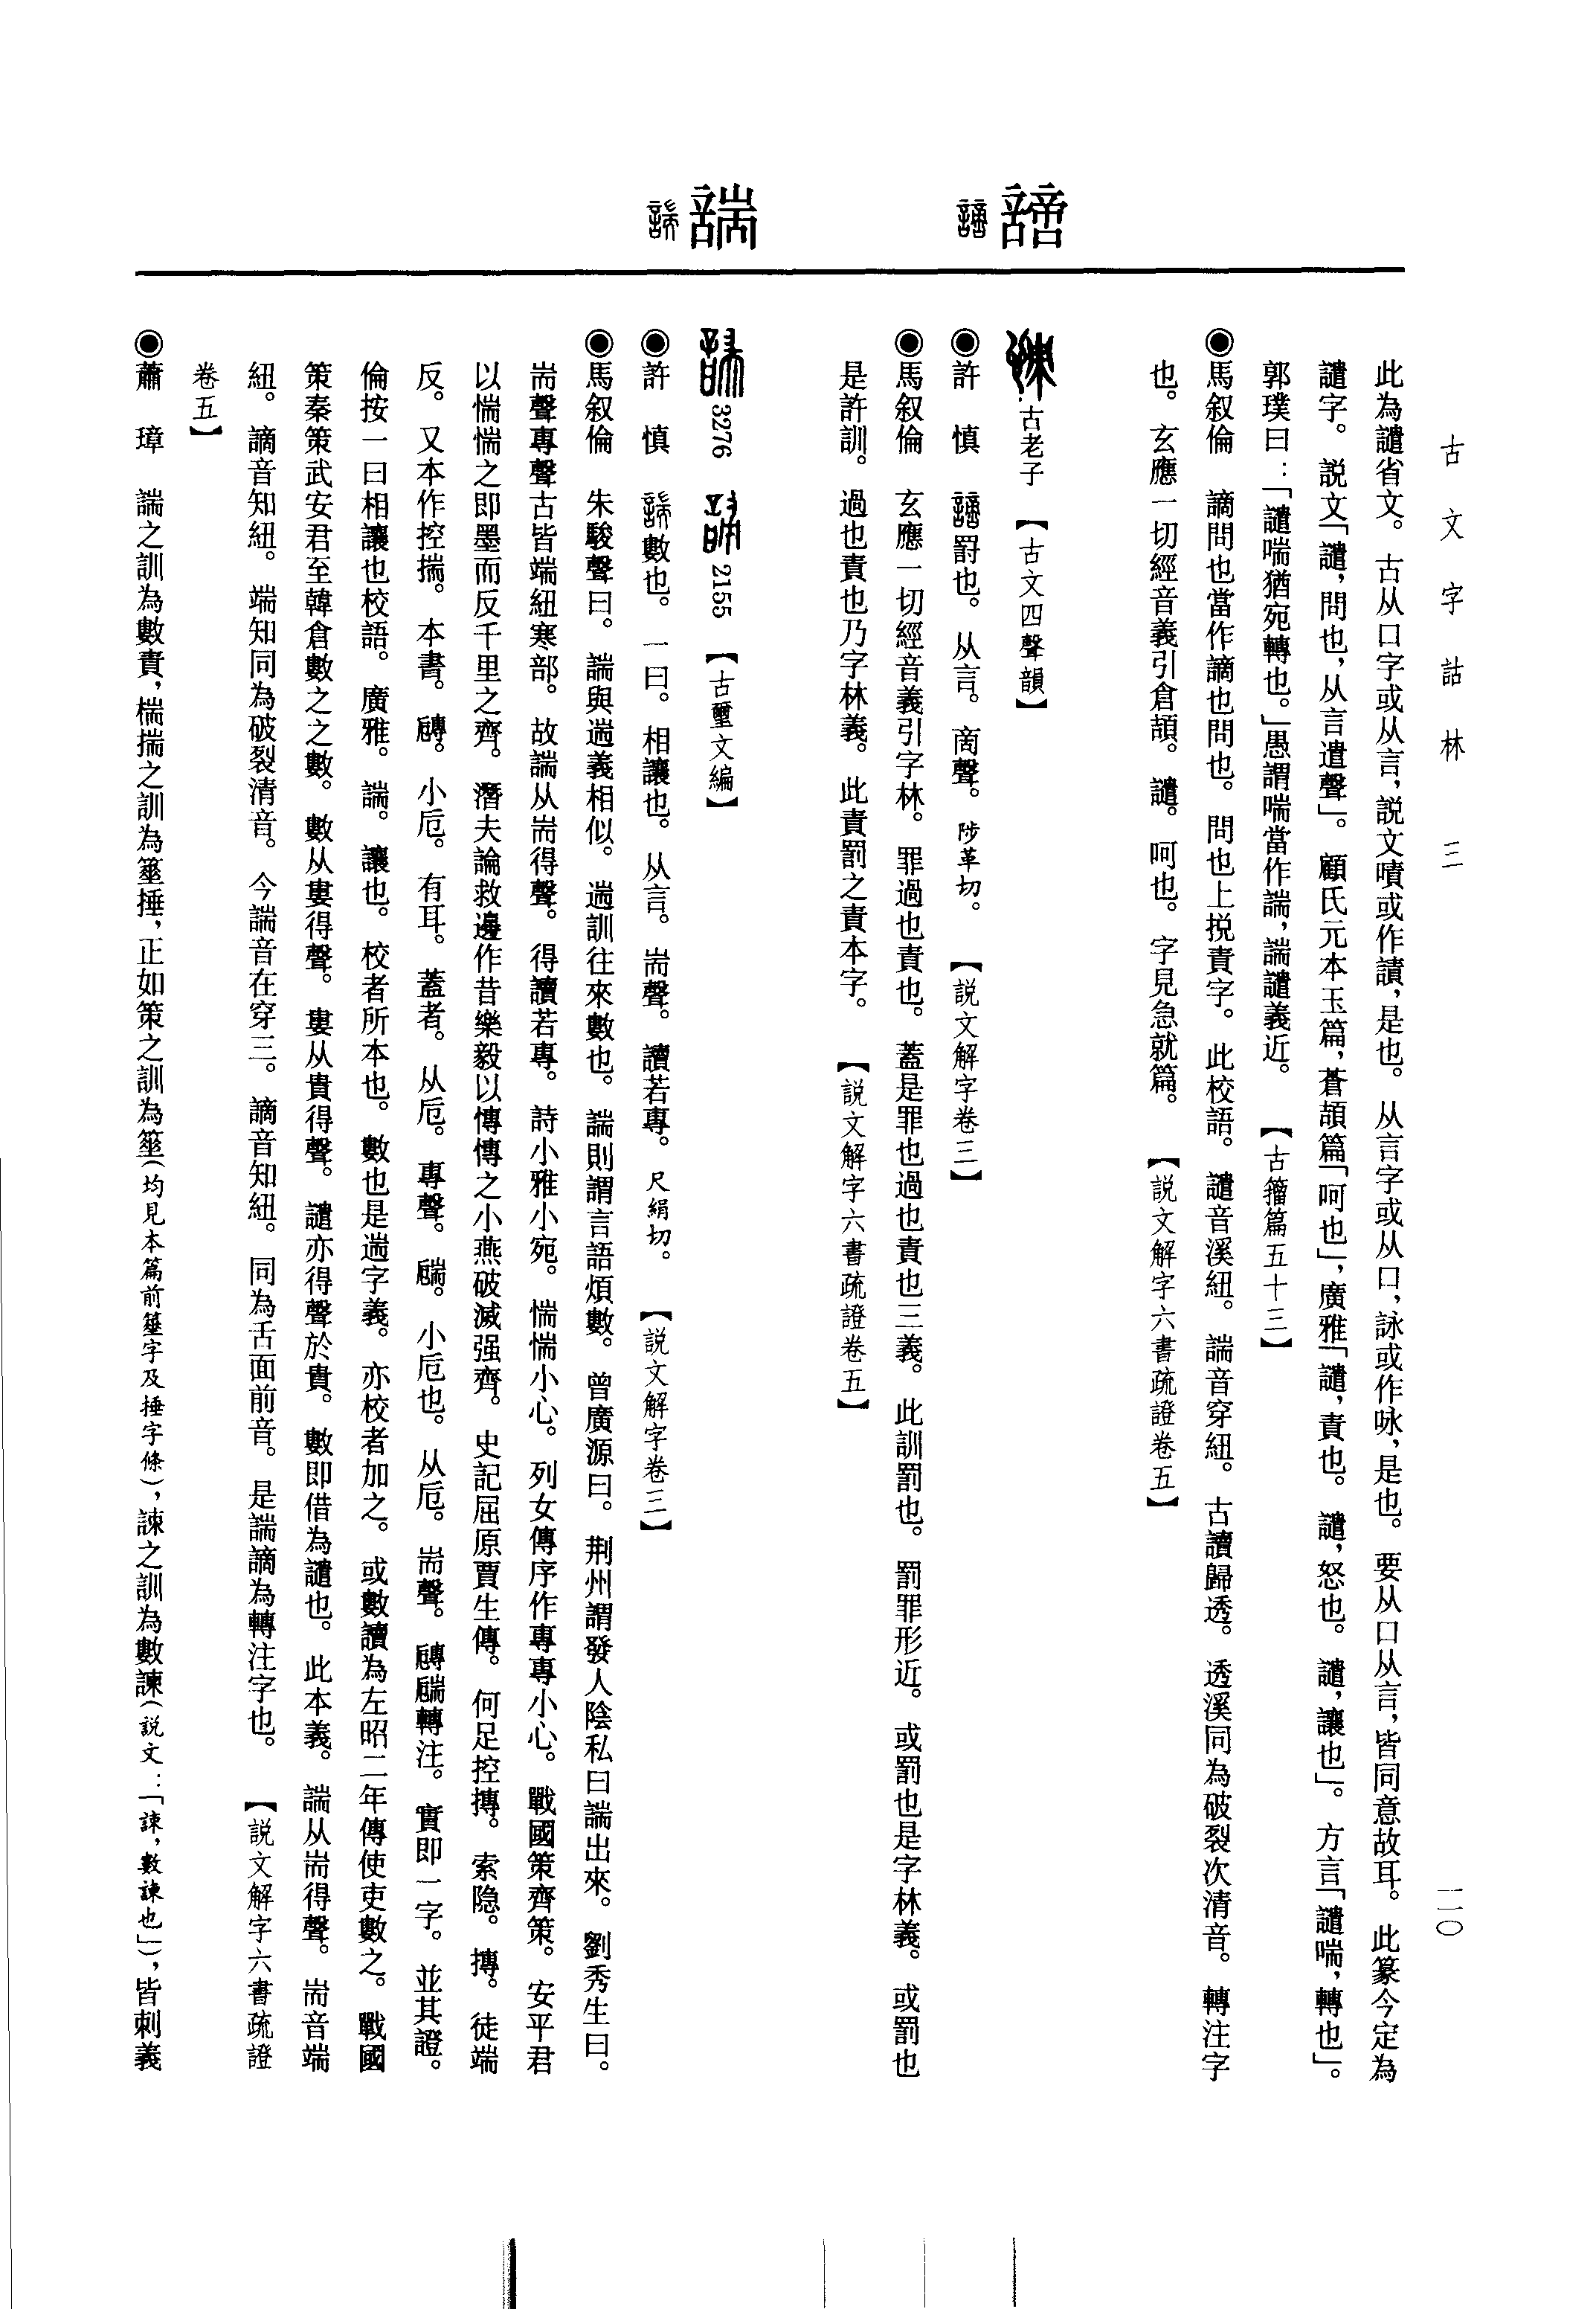 古文字詁林 三
一一〇
此為譴省文。古从口字或从言，説文嘖或作讀，是也。从言字或从口，詠或作咏，是也。要从口从言，皆同意故耳。此篆今定為
譴字。説文「譴，問也，从言遣聲」。顧氏元本玉篇，蒼頡篇「呵也」，廣雅「譴，責也。譴，怒也。譴，讓也」。方言「譴喘，轉也」。
郭璞曰：「譴喘猶宛轉也。」愚謂喘當作諯，諯譴義近。【古籀篇五十三】
◉馬叙倫 謫問也當作謫也問也。問也上挩責字。此校語。譴音溪紐。諯音穿紐。古讀歸透。透溪同為破裂次清音。轉注字
也。玄應一切經音義引倉頡。譴。呵也。字見急就篇。【説文解字六書疏證卷五】
古老子【古文四聲韻】
◉許 慎 罰也。从言。啻聲。陟革切。【説文解字卷三】
◉馬叙倫 玄應一切經音義引字林。罪過也責也。蓋是罪也過也責也三義。此訓罰也。罰罪形近。或罰也是字林義。或罰也
是許訓。過也責也乃字林義。此責罰之責本字。【説文解字六書疏證卷五】
諯
3276 2155【古璽文編】
◉許 慎 數也。一曰。相讓也。从言。耑聲。讀若專。尺絹切。【説文解字卷三】
◉馬叙倫 朱駿聲曰。諯與遄義相似。遄訓往來數也。諯則謂言語煩數。曾廣源曰。荆州謂發人陰私曰諯出來。劉秀生曰。
耑聲專聲古皆端紐寒部。故諯从耑得聲。得讀若專。詩小雅小宛。惴惴小心。列女傳序作專專小心。戰國策齊策。安平君
以惴惴之即墨而反千里之齊。潛夫論救邊作昔樂毅以慱慱之小燕破滅强齊。史記屈原賈生傳。何足控摶。索隐。摶。徒端
反。又本作控揣。本書。䏝。小卮。有耳。蓋者。从卮。專聲。𡭐。小卮也。从卮。耑聲。轉注。實即一字。並其證。
倫按一曰相讓也校語。廣雅。諯。讓也。校者所本也。數也是遄字義。亦校者加之。或數讀為左昭二年傳使吏數之。戰國
策秦策武安君至韓倉數之之數。數从婁得聲。婁从貴得聲。譴亦得聲於貴。數即借為譴也。此本義。諯从耑得聲。耑音端
紐。謫音知紐。端知同為破裂清音。今諯音在穿三。謫音知紐。同為舌面前音。是諯謫為轉注字也。【説文解字六書疏證
卷五】
◉蕭 璋 諯之訓為數責，椯揣之訓為箠捶，正如策之訓為箠（均見本篇前箠字及捶字條），諫之訓為數諫（説文：「諫，數諫也」），皆刺義